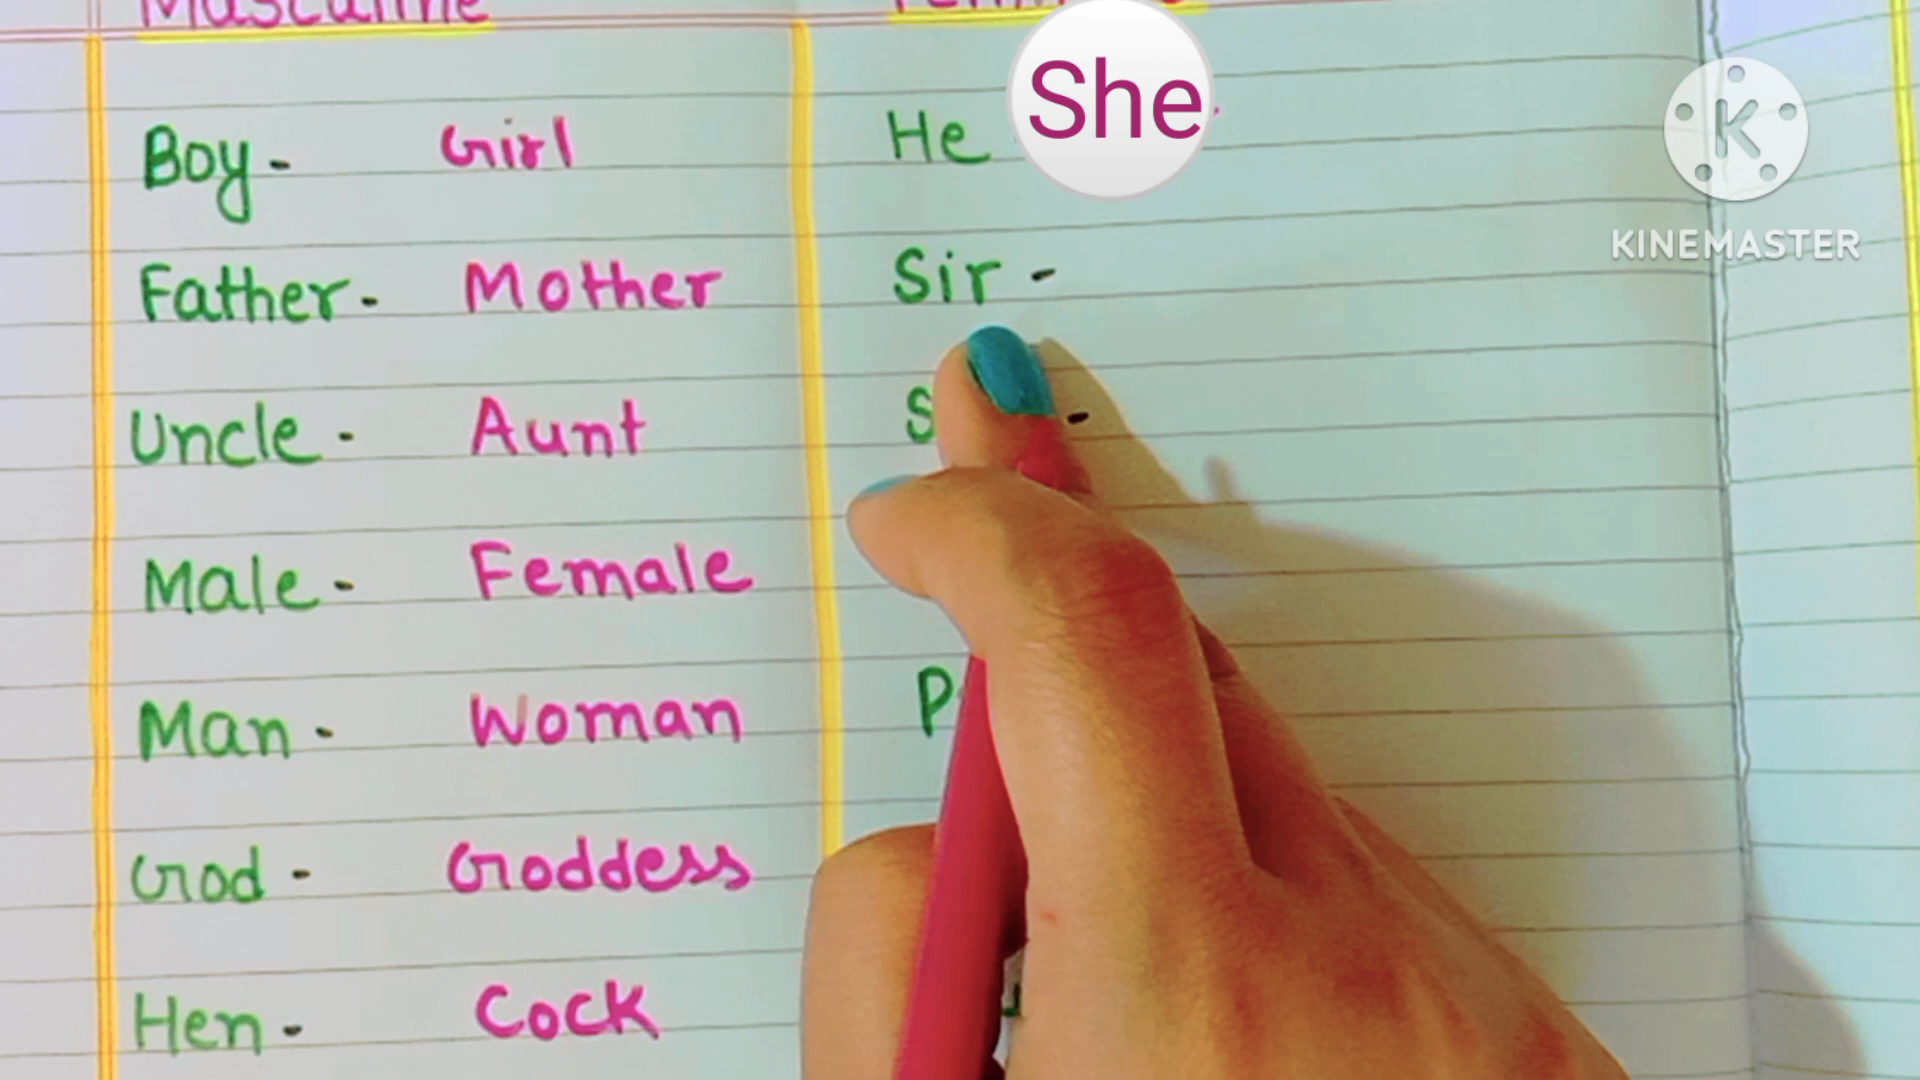 Masculine
She
Boy - Girl
He
KINEMASTER
Father - Mother
Sir -
Uncle - Aunt
Male - Female
Man - Woman
God - Goddess
Hen - Cock